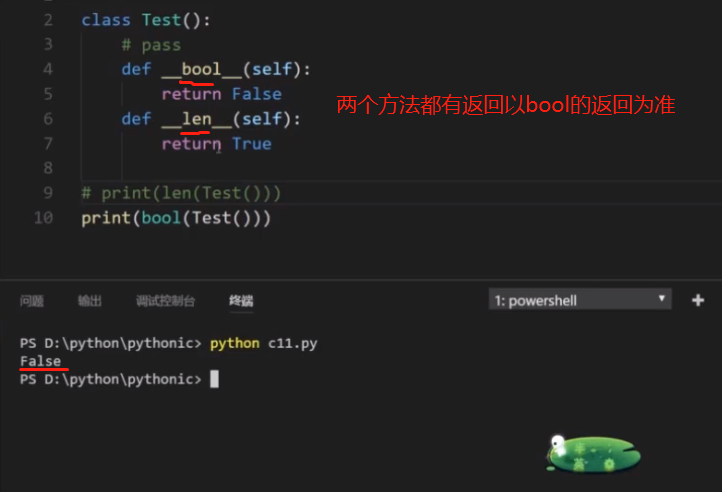 2 class Test():
3 # pass
4 def __bool__(self):
5 return False
6 def __len__(self):
7 return True
8
9 # print(len(Test()))
10 print(bool(Test()))
两个方法都有返回以bool的返回为准
问题 输出 调试控制台 终端 1: powershell
PS D:\python\pythonic> python c11.py
False
PS D:\python\pythonic>